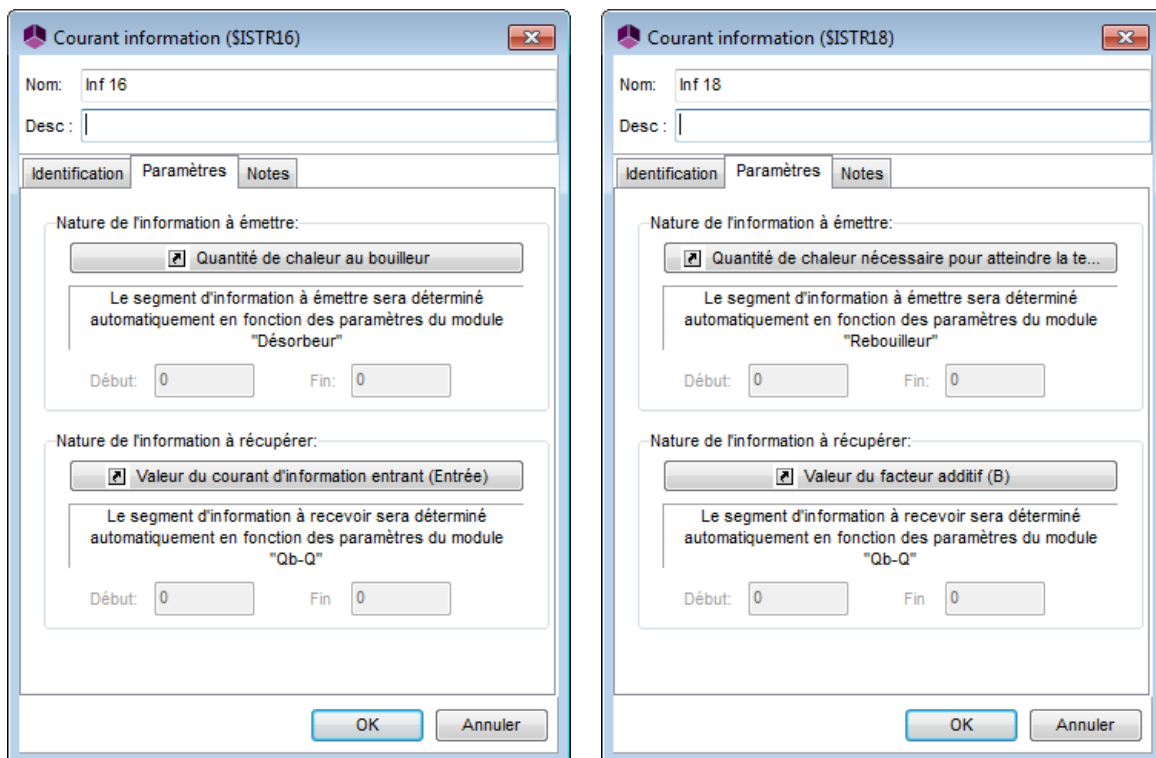 Courant information ($ISTR16)
Nom: Inf 16
Desc :
Identification Paramètres Notes
Nature de l'information à émettre:
Quantité de chaleur au bouilleur
Le segment d'information à émettre sera déterminé
automatiquement en fonction des paramètres du module
"Désorbeur"
Début: 0 Fin: 0
Nature de l'information à récupérer:
Valeur du courant d'information entrant (Entrée)
Le segment d'information à recevoir sera déterminé
automatiquement en fonction des paramètres du module
"Qb-Q"
Début: 0 Fin 0
OK Annuler
Courant information ($ISTR18)
Nom: Inf 18
Desc :
Identification Paramètres Notes
Nature de l'information à émettre:
Quantité de chaleur nécessaire pour atteindre la te...
Le segment d'information à émettre sera déterminé
automatiquement en fonction des paramètres du module
"Rebouilleur"
Début: 0 Fin: 0
Nature de l'information à récupérer:
Valeur du facteur additif (B)
Le segment d'information à recevoir sera déterminé
automatiquement en fonction des paramètres du module
"Qb-Q"
Début: 0 Fin 0
OK Annuler